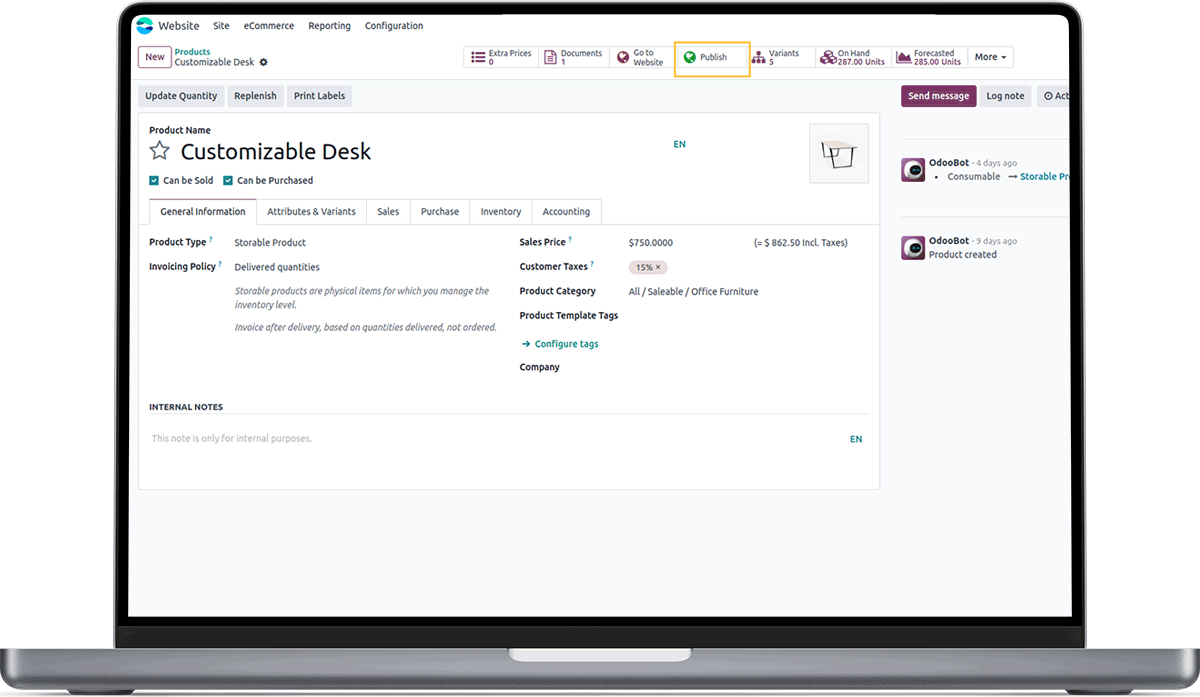 Website Site eCommerce Reporting Configuration
New
Products
Customizable Desk
Extra Prices
0
Documents
1
Go to
Website
Publish
Variants
5
On Hand
287.00 Units
Forecasted
285.00 Units
More
Update Quantity Replenish Print Labels
Send message Log note Act
Product Name
Customizable Desk
EN
Can be Sold Can be Purchased
General Information Attributes & Variants Sales Purchase Inventory Accounting
Product Type ? Storable Product
Invoicing Policy ? Delivered quantities
Storable products are physical items for which you manage the
inventory level.
Invoice after delivery, based on quantities delivered, not ordered.
Sales Price ? $750.0000 (= $ 862.50 Incl. Taxes)
Customer Taxes ? 15% ×
Product Category All / Saleable / Office Furniture
Product Template Tags
→ Configure tags
Company
INTERNAL NOTES
This note is only for internal purposes.
EN
OdooBot - 4 days ago
• Consumable → Storable Pr
OdooBot - 9 days ago
Product created